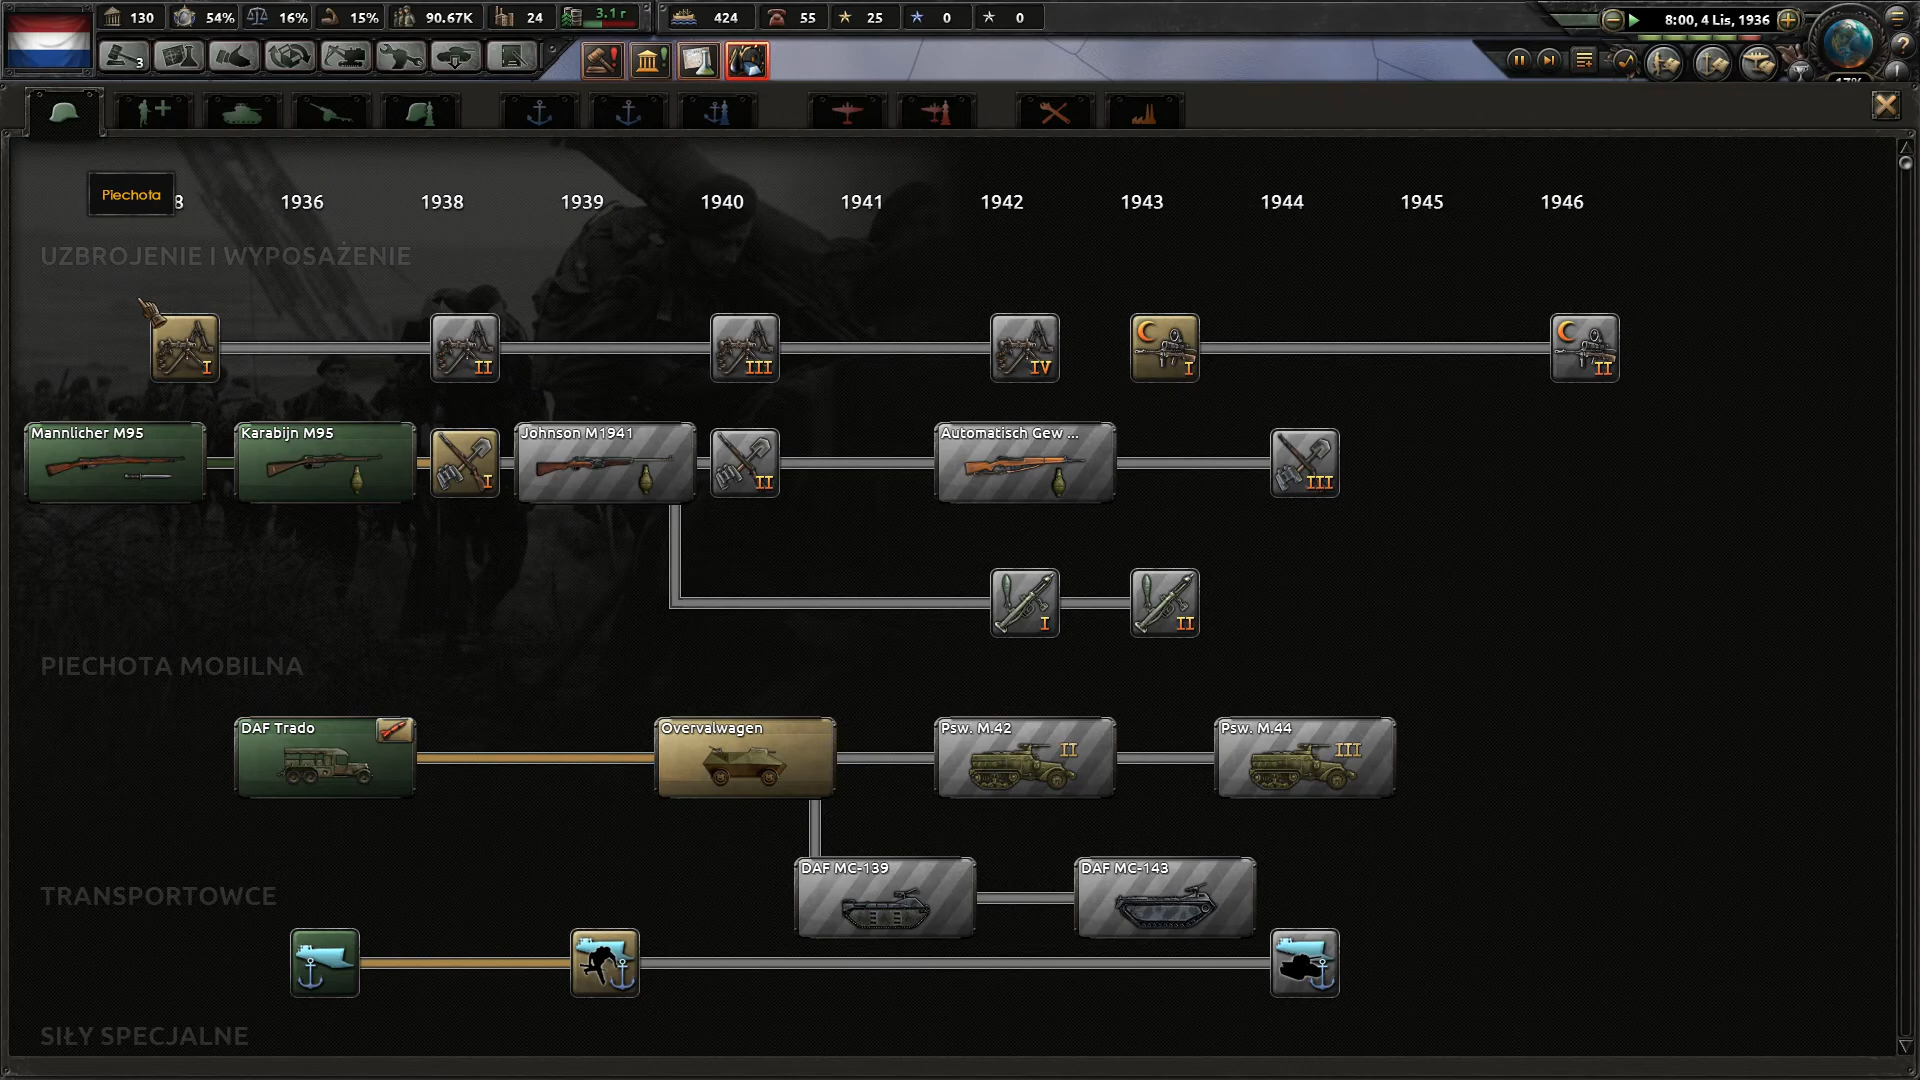 130 54% 16% 15% 90.67K 24 3.1 r 424 55 25 0 0 8:00, 4 Lis, 1936
3
Piechota
1936 1938 1939 1940 1941 1942 1943 1944 1945 1946
UZBROJENIE I WYPOSAŻENIE
I II III IV I II
Mannlicher M95 Karabijn M95 Johnson M1941 Automatisch Gew ...
I II III
I II
PIECHOTA MOBILNA
DAF Trado Overvalwagen Psw. M.42 Psw. M.44
II III
DAF MC-139 DAF MC-143
TRANSPORTOWCE
SIŁY SPECJALNE